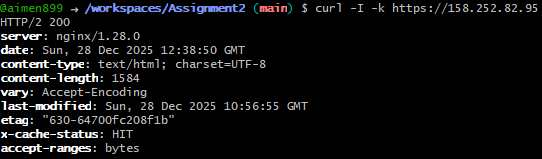 @aimen899 → /workspaces/Assignment2 (main) $ curl -I -k https://158.252.82.95
HTTP/2 200
server: nginx/1.28.0
date: Sun, 28 Dec 2025 12:38:50 GMT
content-type: text/html; charset=UTF-8
content-length: 1584
vary: Accept-Encoding
last-modified: Sun, 28 Dec 2025 10:56:55 GMT
etag: "630-64700fc208f1b"
x-cache-status: HIT
accept-ranges: bytes